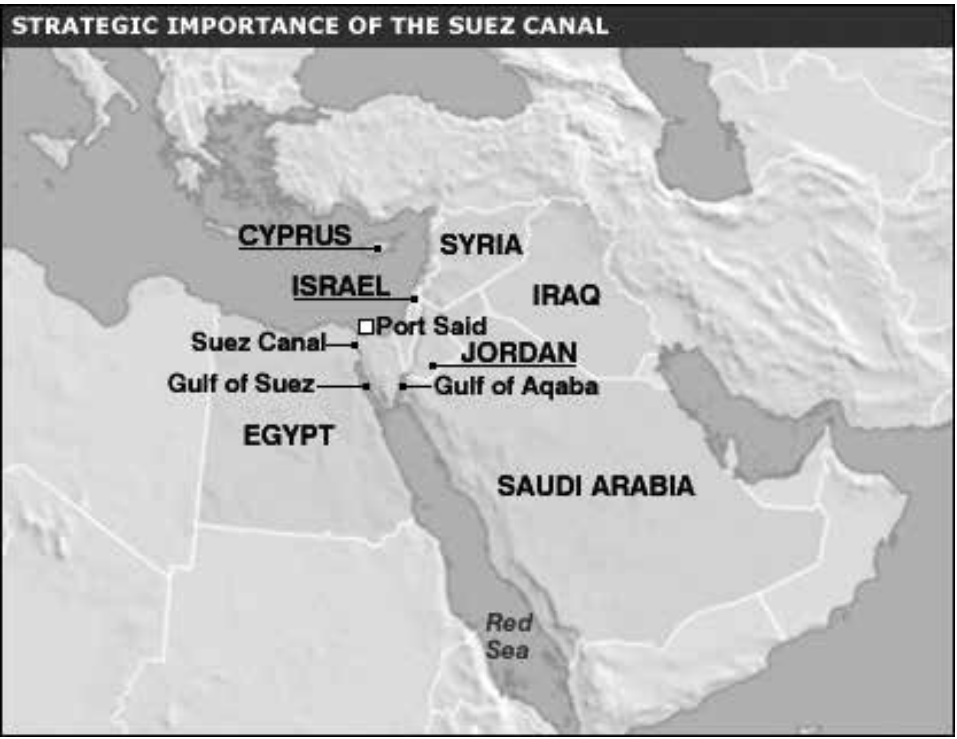 STRATEGIC IMPORTANCE OF THE SUEZ CANAL
CYPRUS
SYRIA
ISRAEL
IRAQ
Port Said
Suez Canal
JORDAN
Gulf of Suez
Gulf of Aqaba
EGYPT
SAUDI ARABIA
Red
Sea